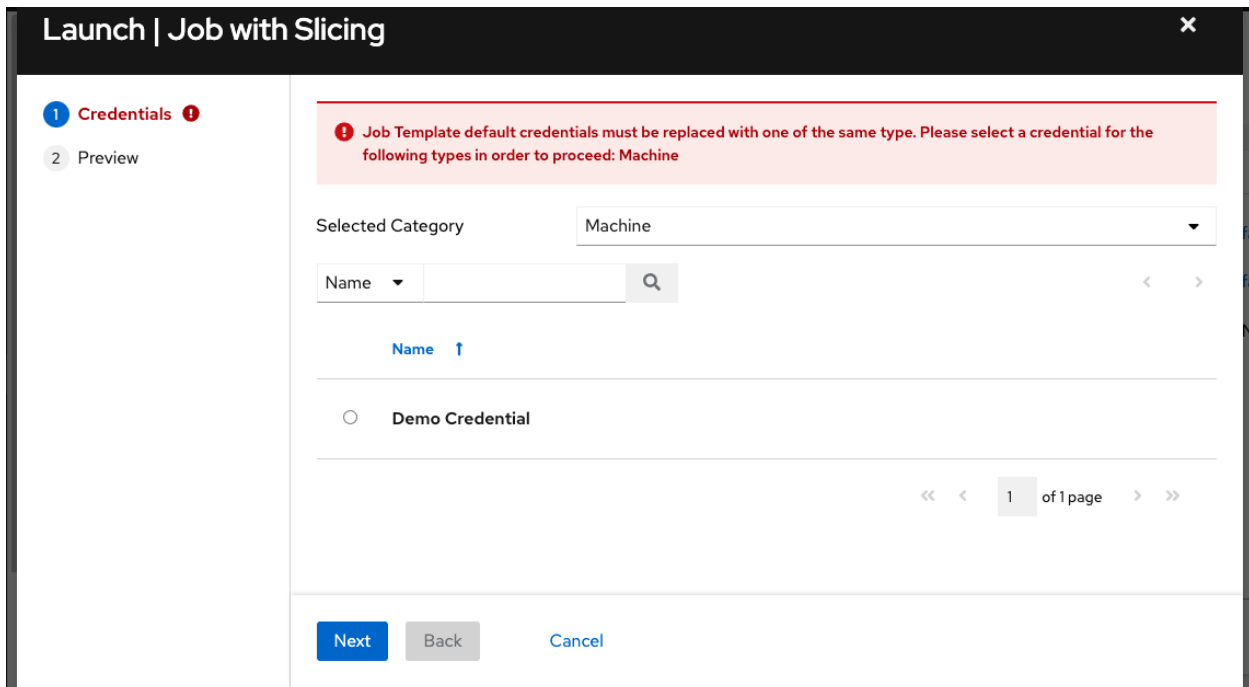 Launch | Job with Slicing
1 Credentials
2 Preview
Job Template default credentials must be replaced with one of the same type. Please select a credential for the
following types in order to proceed: Machine
Selected Category Machine
Name
Name
Demo Credential
1 of 1 page
Next Back Cancel